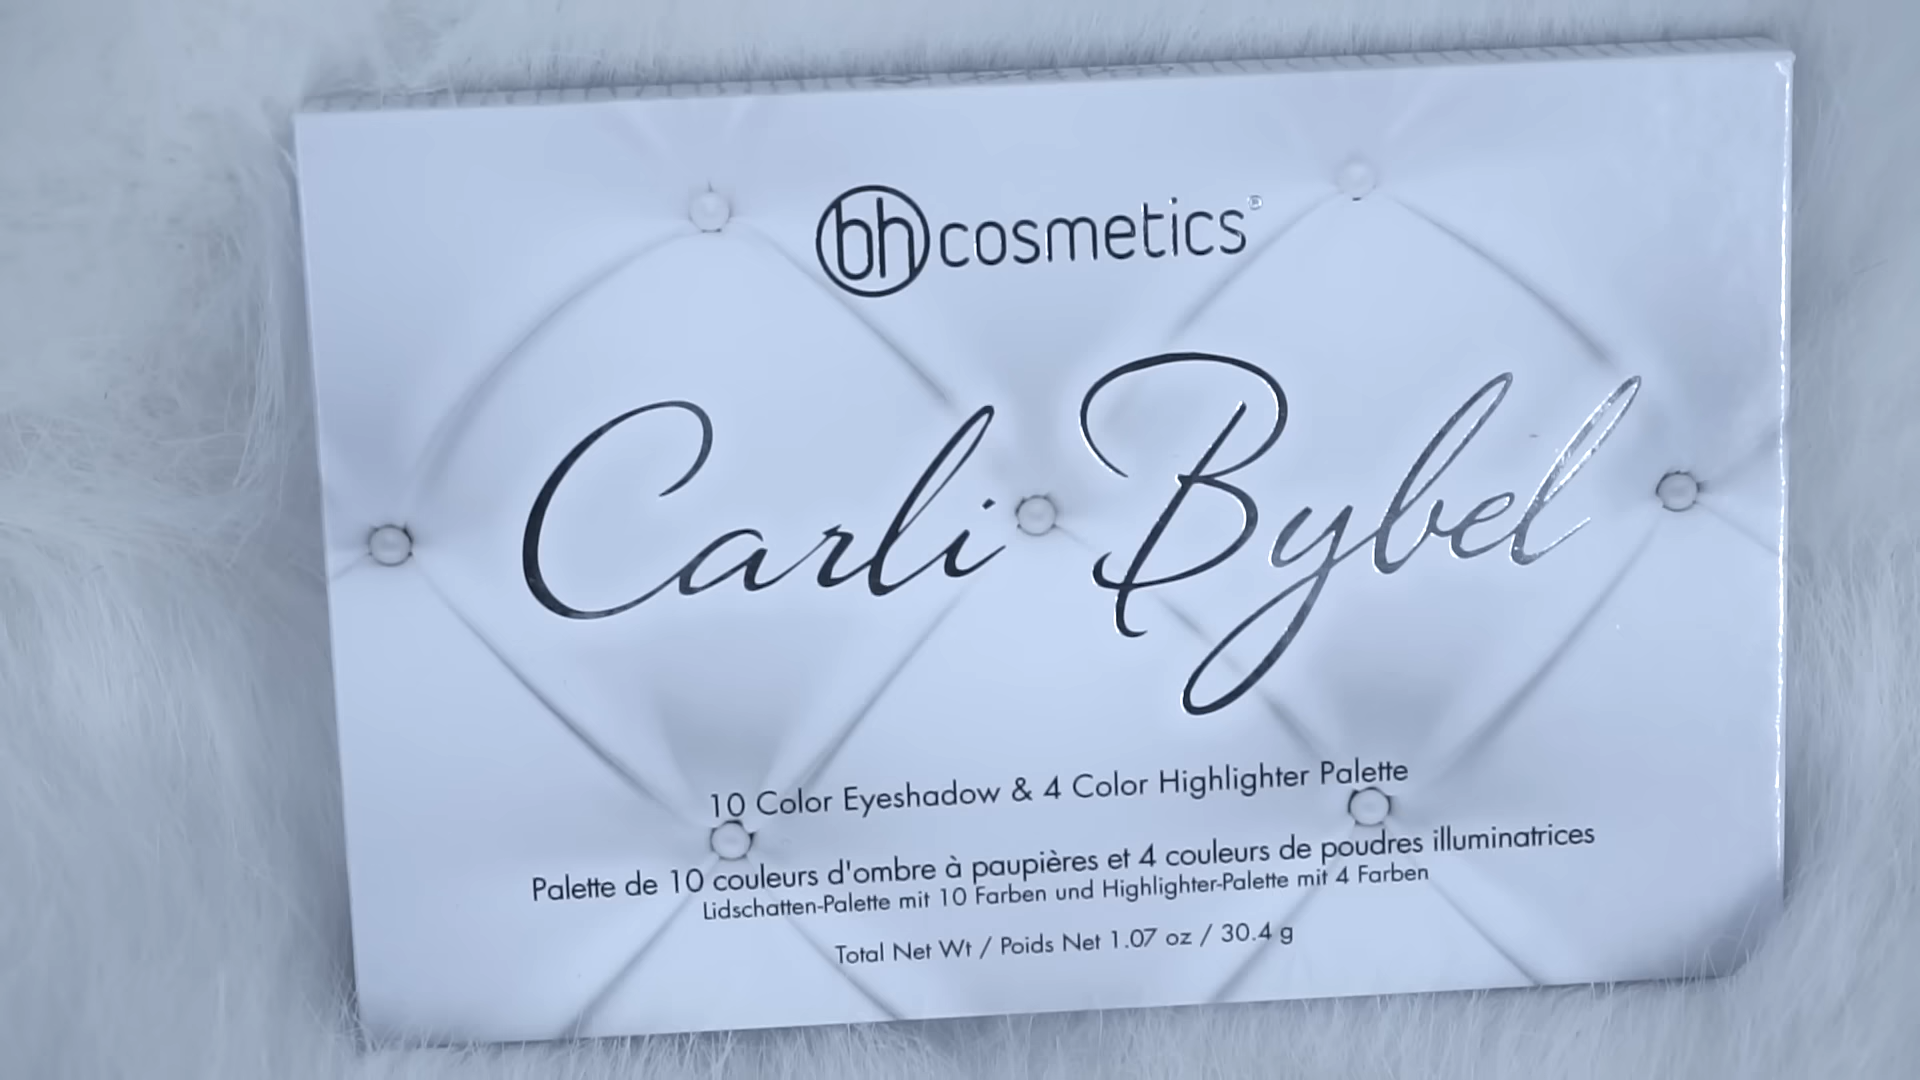 bh cosmetics®
Carli Bybel
10 Color Eyeshadow & 4 Color Highlighter Palette
Palette de 10 couleurs d'ombre à paupières et 4 couleurs de poudres illuminatrices
Lidschatten-Palette mit 10 Farben und Highlighter-Palette mit 4 Farben
Total Net Wt / Poids Net 1.07 oz / 30.4 g